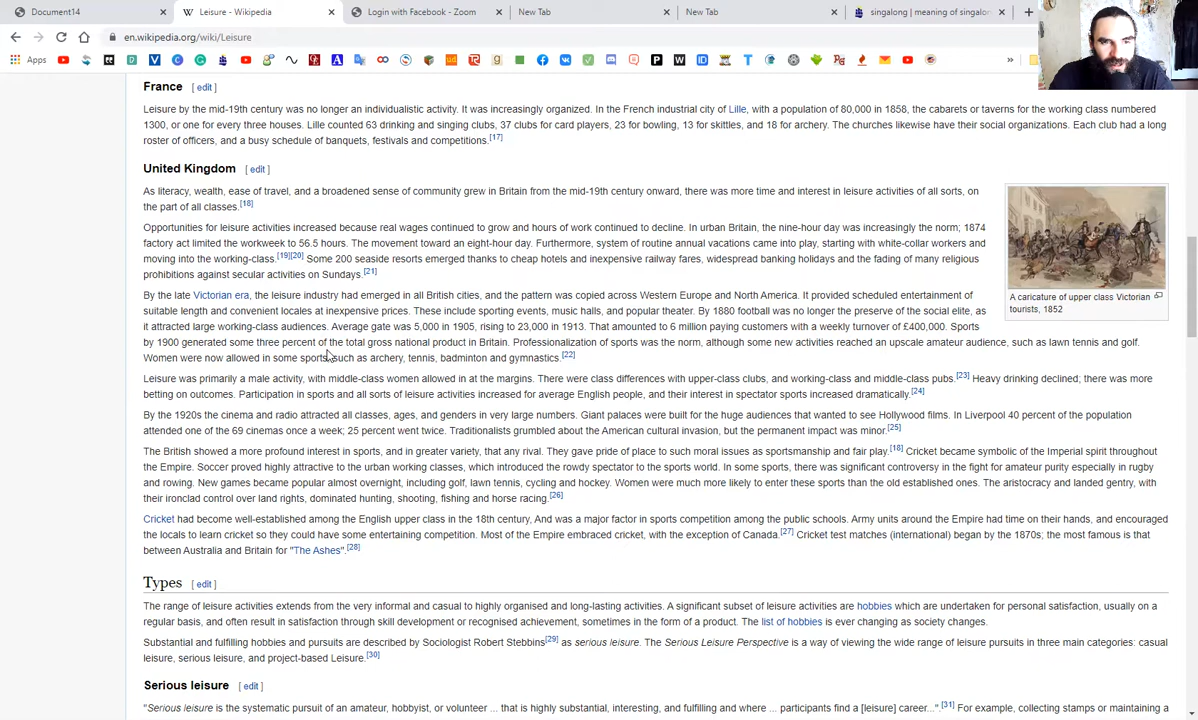 Document14
Leisure - Wikipedia
Login with Facebook - Zoom
New Tab
New Tab
singalong | meaning of singalon
en.wikipedia.org/wiki/Leisure
Apps
France [ edit ]
Leisure by the mid-19th century was no longer an individualistic activity. It was increasingly organized. In the French industrial city of Lille, with a population of 80,000 in 1858, the cabarets or taverns for the working class numbered
1300, or one for every three houses. Lille counted 63 drinking and singing clubs, 37 clubs for card players, 23 for bowling, 13 for skittles, and 18 for archery. The churches likewise have their social organizations. Each club had a long
roster of officers, and a busy schedule of banquets, festivals and competitions.[17]
United Kingdom [ edit ]
As literacy, wealth, ease of travel, and a broadened sense of community grew in Britain from the mid-19th century onward, there was more time and interest in leisure activities of all sorts, on
the part of all classes.[18]
Opportunities for leisure activities increased because real wages continued to grow and hours of work continued to decline. In urban Britain, the nine-hour day was increasingly the norm; 1874
factory act limited the workweek to 56.5 hours. The movement toward an eight-hour day. Furthermore, system of routine annual vacations came into play, starting with white-collar workers and
moving into the working-class.[19][20] Some 200 seaside resorts emerged thanks to cheap hotels and inexpensive railway fares, widespread banking holidays and the fading of many religious
prohibitions against secular activities on Sundays.[21]
A caricature of upper class Victorian
tourists, 1852
By the late Victorian era, the leisure industry had emerged in all British cities, and the pattern was copied across Western Europe and North America. It provided scheduled entertainment of
suitable length and convenient locales at inexpensive prices. These include sporting events, music halls, and popular theater. By 1880 football was no longer the preserve of the social elite, as
it attracted large working-class audiences. Average gate was 5,000 in 1905, rising to 23,000 in 1913. That amounted to 6 million paying customers with a weekly turnover of £400,000. Sports
by 1900 generated some three percent of the total gross national product in Britain. Professionalization of sports was the norm, although some new activities reached an upscale amateur audience, such as lawn tennis and golf.
Women were now allowed in some sports, such as archery, tennis, badminton and gymnastics.[22]
Leisure was primarily a male activity, with middle-class women allowed in at the margins. There were class differences with upper-class clubs, and working-class and middle-class pubs.[23] Heavy drinking declined; there was more
betting on outcomes. Participation in sports and all sorts of leisure activities increased for average English people, and their interest in spectator sports increased dramatically.[24]
By the 1920s the cinema and radio attracted all classes, ages, and genders in very large numbers. Giant palaces were built for the huge audiences that wanted to see Hollywood films. In Liverpool 40 percent of the population
attended one of the 69 cinemas once a week; 25 percent went twice. Traditionalists grumbled about the American cultural invasion, but the permanent impact was minor.[25]
The British showed a more profound interest in sports, and in greater variety, that any rival. They gave pride of place to such moral issues as sportsmanship and fair play.[18] Cricket became symbolic of the Imperial spirit throughout
the Empire. Soccer proved highly attractive to the urban working classes, which introduced the rowdy spectator to the sports world. In some sports, there was significant controversy in the fight for amateur purity especially in rugby
and rowing. New games became popular almost overnight, including golf, lawn tennis, cycling and hockey. Women were much more likely to enter these sports than the old established ones. The aristocracy and landed gentry, with
their ironclad control over land rights, dominated hunting, shooting, fishing and horse racing.[26]
Cricket had become well-established among the English upper class in the 18th century, And was a major factor in sports competition among the public schools. Army units around the Empire had time on their hands, and encouraged
the locals to learn cricket so they could have some entertaining competition. Most of the Empire embraced cricket, with the exception of Canada.[27] Cricket test matches (international) began by the 1870s; the most famous is that
between Australia and Britain for "The Ashes".[28]
Types [ edit ]
The range of leisure activities extends from the very informal and casual to highly organised and long-lasting activities. A significant subset of leisure activities are hobbies which are undertaken for personal satisfaction, usually on a
regular basis, and often result in satisfaction through skill development or recognised achievement, sometimes in the form of a product. The list of hobbies is ever changing as society changes.
Substantial and fulfilling hobbies and pursuits are described by Sociologist Robert Stebbins[29] as serious leisure. The Serious Leisure Perspective is a way of viewing the wide range of leisure pursuits in three main categories: casual
leisure, serious leisure, and project-based Leisure.[30]
Serious leisure [ edit ]
"Serious leisure is the systematic pursuit of an amateur, hobbyist, or volunteer ... that is highly substantial, interesting, and fulfilling and where ... participants find a [leisure] career...".[31] For example, collecting stamps or maintaining a